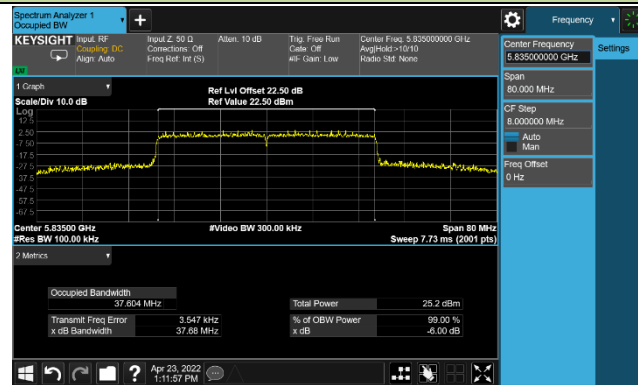 Spectrum Analyzer 1
Occupied BW
Frequency
KEYSIGHT
Input: RF
Coupling: DC
Align: Auto
Input Z: 50 Ω
Corrections: Off
Freq Ref: Int (S)
Atten: 10 dB
Trig: Free Run
Gate: Off
#IF Gain: Low
Center Freq: 5.835000000 GHz
Avg|Hold:>10/10
Radio Std: None
Center Frequency
5.835000000 GHz
Settings
Span
80.000 MHz
CF Step
8.000000 MHz
Auto
Man
Freq Offset
0 Hz
1 Graph
Scale/Div 10.0 dB
Ref Lvl Offset 22.50 dB
Ref Value 22.50 dBm
Log
12.5
2.50
-7.50
-17.5
-27.5
-37.5
-47.5
-57.5
-67.5
Center 5.83500 GHz
#Res BW 100.00 kHz
#Video BW 300.00 kHz
Span 80 MHz
Sweep 7.73 ms (2001 pts)
2 Metrics
Occupied Bandwidth
37.604 MHz
Total Power 25.2 dBm
Transmit Freq Error 3.547 kHz
% of OBW Power 99.00 %
x dB Bandwidth 37.68 MHz
x dB -6.00 dB
Apr 23, 2022
1:11:57 PM